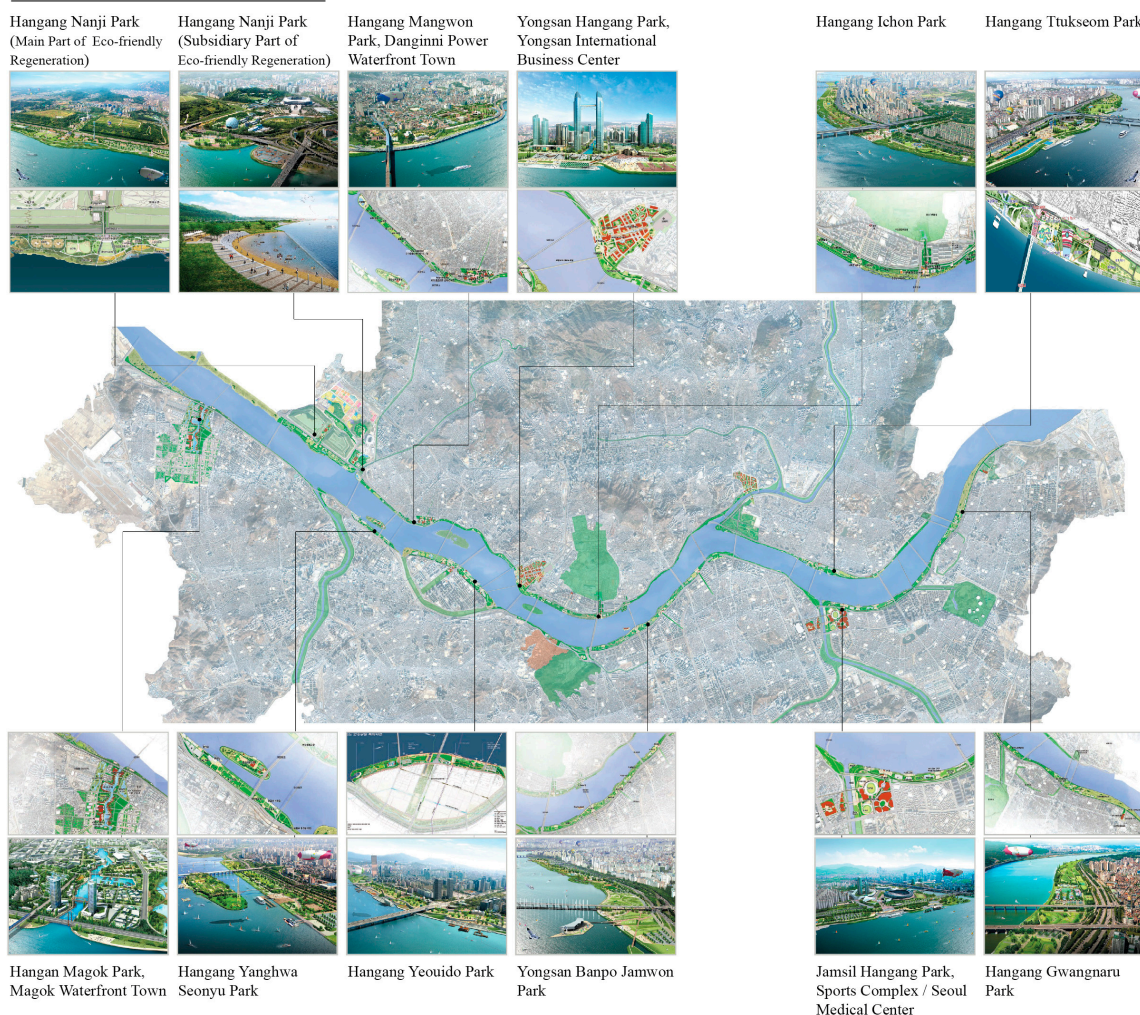 Hangang Nanji Park
(Main Part of Eco-friendly
Regeneration)
Hangang Nanji Park
(Subsidiary Part of
Eco-friendly Regeneration)
Hangang Mangwon
Park, Danginni Power
Waterfront Town
Yongsan Hangang Park,
Yongsan International
Business Center
Hangang Ichon Park
Hangang Ttukseom Park
Hangan Magok Park,
Magok Waterfront Town
Hangang Yanghwa
Seonyu Park
Hangang Yeouido Park
Yongsan Banpo Jamwon
Park
Jamsil Hangang Park,
Sports Complex / Seoul
Medical Center
Hangang Gwangnaru
Park